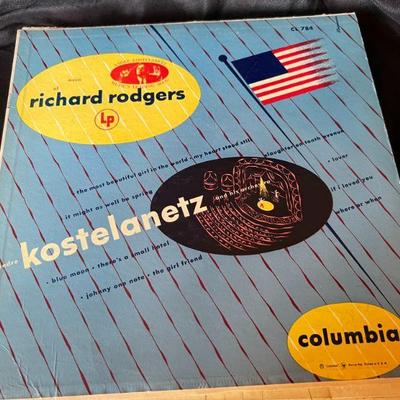 CL 784
music
of
richard rodgers
Lp
the most beautiful girl in the world • my heart stood still
slaughter on tenth avenue
• lover
it might as well be spring
if i loved you
where or when
andre kostelanetz and his orchestra
• blue moon • there's a small hotel
• johnny one note • the girl friend
columbia